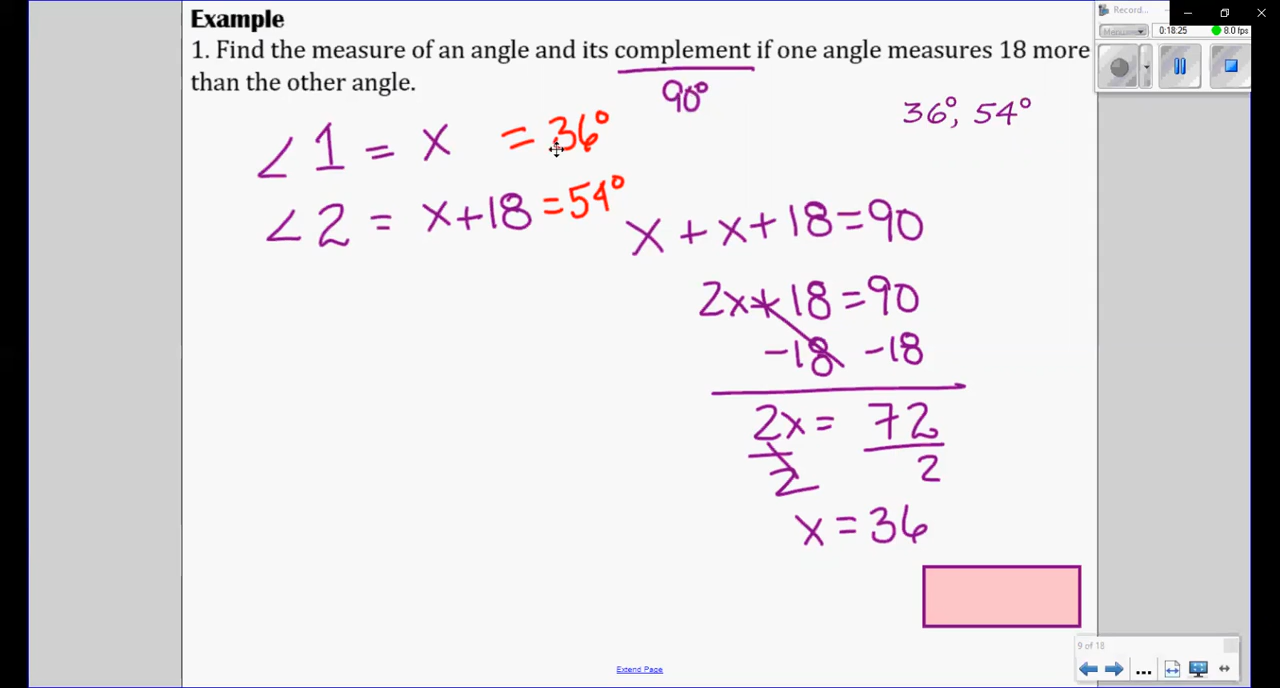 Example
1. Find the measure of an angle and its complement if one angle measures 18 more
than the other angle.
90°
36°, 54°
∠1 = x = 36°
∠2 = x+18 = 54°
x + x + 18 = 90
2x + 18 = 90
-18 -18
2x = 72
2 2
x = 36
Record...
Measures
0:18:25
8.0 fps
9 of 18
Extend Page